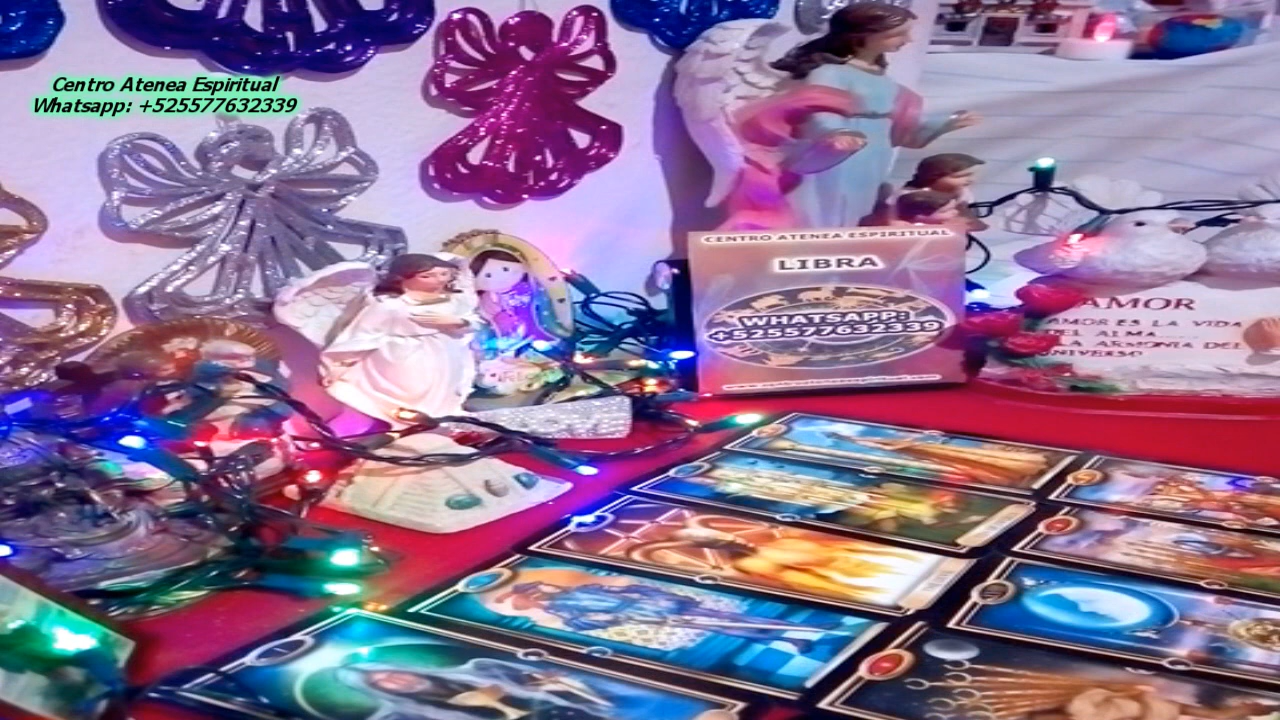 Centro Atenea Espiritual
Whatsapp: +525577632339
CENTRO ATENEA ESPIRITUAL
LIBRA
WHATSAPP:
+525577632339
AMOR
AMOR ES LA VIDA
DEL ALMA
LA ARMONIA DEL
UNIVERSO